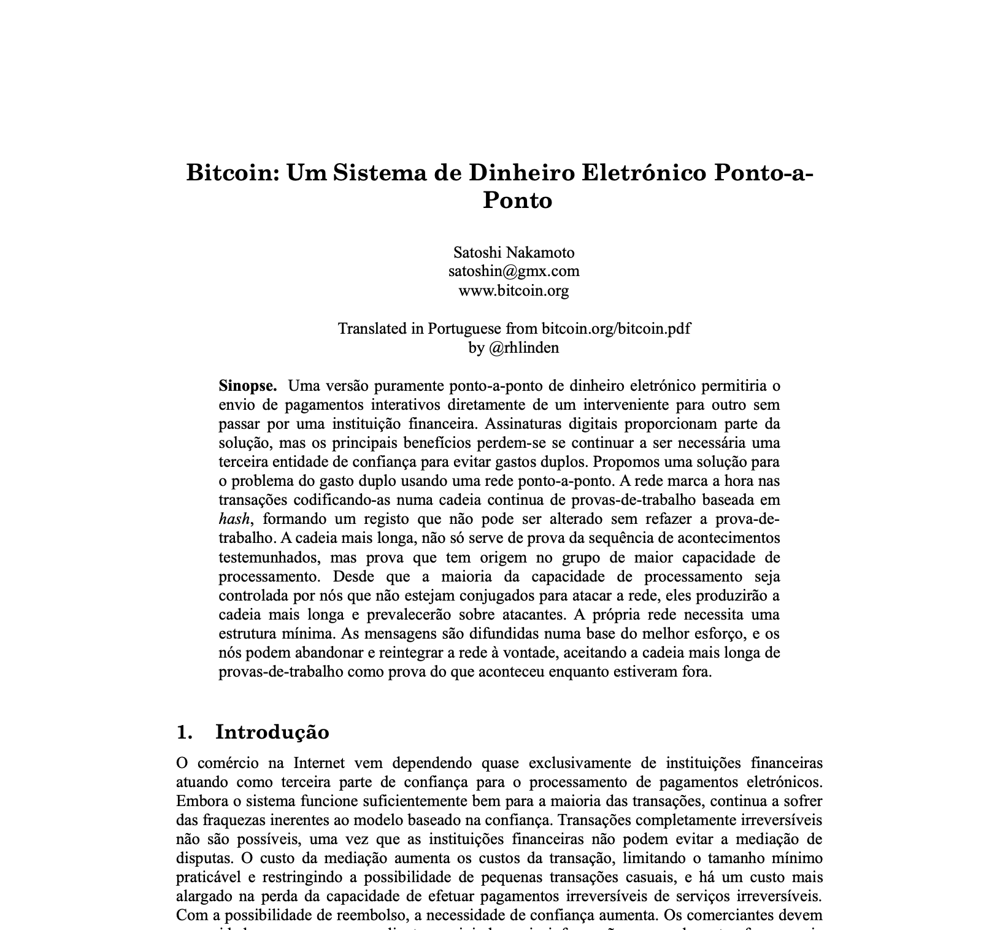 Bitcoin: Um Sistema de Dinheiro Eletrónico Ponto-a-
Ponto
Satoshi Nakamoto
satoshin@gmx.com
www.bitcoin.org
Translated in Portuguese from bitcoin.org/bitcoin.pdf
by @rhlinden
Sinopse. Uma versão puramente ponto-a-ponto de dinheiro eletrónico permitiria o
envio de pagamentos interativos diretamente de um interveniente para outro sem
passar por uma instituição financeira. Assinaturas digitais proporcionam parte da
solução, mas os principais benefícios perdem-se se continuar a ser necessária uma
terceira entidade de confiança para evitar gastos duplos. Propomos uma solução para
o problema do gasto duplo usando uma rede ponto-a-ponto. A rede marca a hora nas
transações codificando-as numa cadeia continua de provas-de-trabalho baseada em
hash, formando um registo que não pode ser alterado sem refazer a prova-de-
trabalho. A cadeia mais longa, não só serve de prova da sequência de acontecimentos
testemunhados, mas prova que tem origem no grupo de maior capacidade de
processamento. Desde que a maioria da capacidade de processamento seja
controlada por nós que não estejam conjugados para atacar a rede, eles produzirão a
cadeia mais longa e prevalecerão sobre atacantes. A própria rede necessita uma
estrutura mínima. As mensagens são difundidas numa base do melhor esforço, e os
nós podem abandonar e reintegrar a rede à vontade, aceitando a cadeia mais longa de
provas-de-trabalho como prova do que aconteceu enquanto estiveram fora.
1. Introdução
O comércio na Internet vem dependendo quase exclusivamente de instituições financeiras
atuando como terceira parte de confiança para o processamento de pagamentos eletrónicos.
Embora o sistema funcione suficientemente bem para a maioria das transações, continua a sofrer
das fraquezas inerentes ao modelo baseado na confiança. Transações completamente irreversíveis
não são possíveis, uma vez que as instituições financeiras não podem evitar a mediação de
disputas. O custo da mediação aumenta os custos da transação, limitando o tamanho mínimo
praticável e restringindo a possibilidade de pequenas transações casuais, e há um custo mais
alargado na perda da capacidade de efetuar pagamentos irreversíveis de serviços irreversíveis.
Com a possibilidade de reembolso, a necessidade de confiança aumenta. Os comerciantes devem